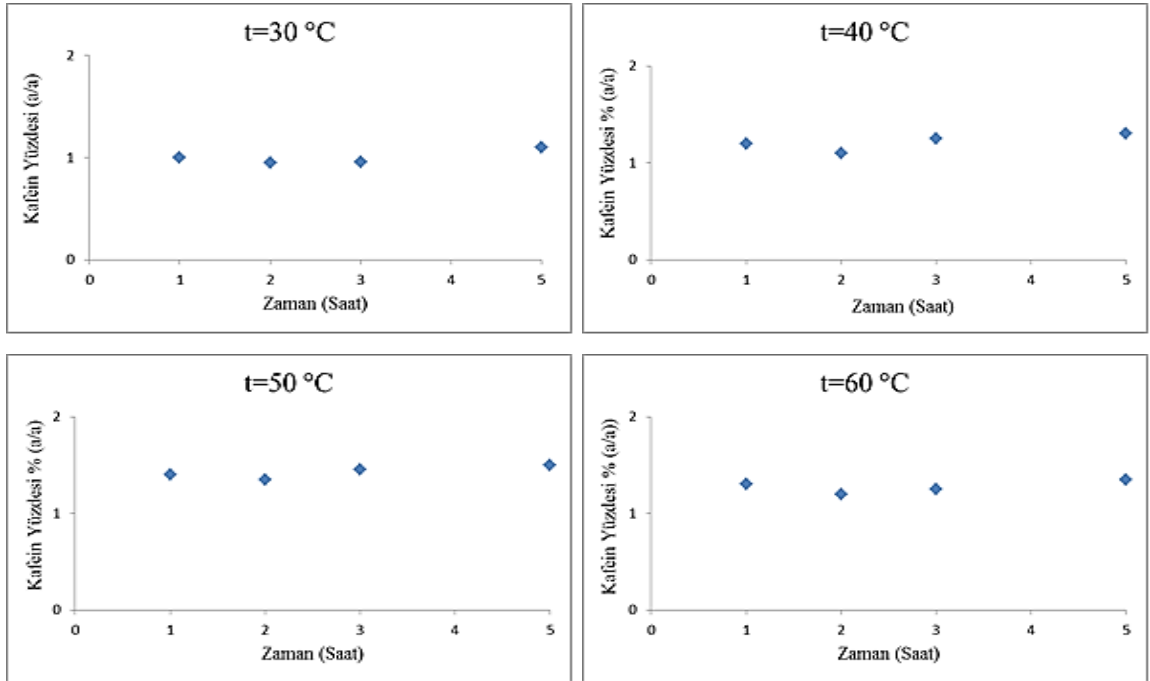 t=30 °C
Kafein Yüzdesi (a/a)
2
1
0
0 1 2 3 4 5
Zaman (Saat)
t=40 °C
Kafein Yüzdesi % (a/a)
2
1
0
0 1 2 3 4 5
Zaman (Saat)
t=50 °C
Kafein Yüzdesi % (a/a)
2
1
0
0 1 2 3 4 5
Zaman (Saat)
t=60 °C
Kafein Yüzdesi % (a/a))
2
1
0
0 1 2 3 4 5
Zaman (Saat)